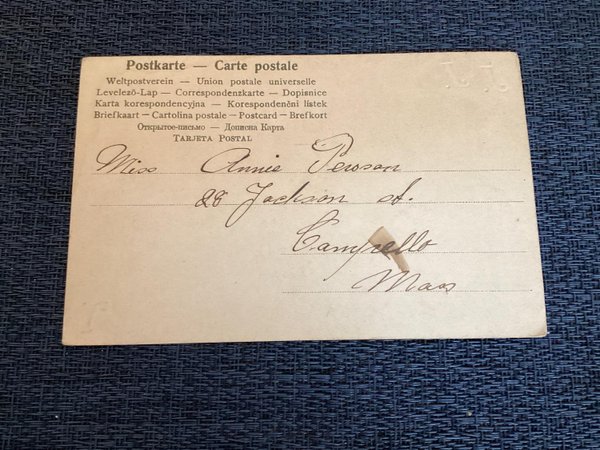 Postkarte — Carte postale
Weltpostverein — Union postale universelle
Levelező-Lap — Correspondenzkarte — Dopisnice
Karta korespondencyjna — Korespondenční lístek
Briefkaart — Cartolina postale — Postcard — Brefkort
Открытое-письмо — Дописна Карта
TARJETA POSTAL
Miss Annie Pewson
28 Jackson st.
Campello
Mass